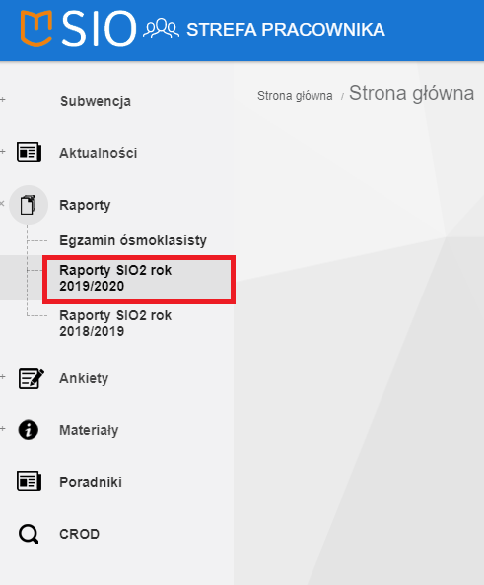 SIO STREFA PRACOWNIKA
Strona główna / Strona główna
Subwencja
Aktualności
Raporty
Egzamin ósmoklasisty
Raporty SIO2 rok
2019/2020
Raporty SIO2 rok
2018/2019
Ankiety
Materiały
Poradniki
CROD